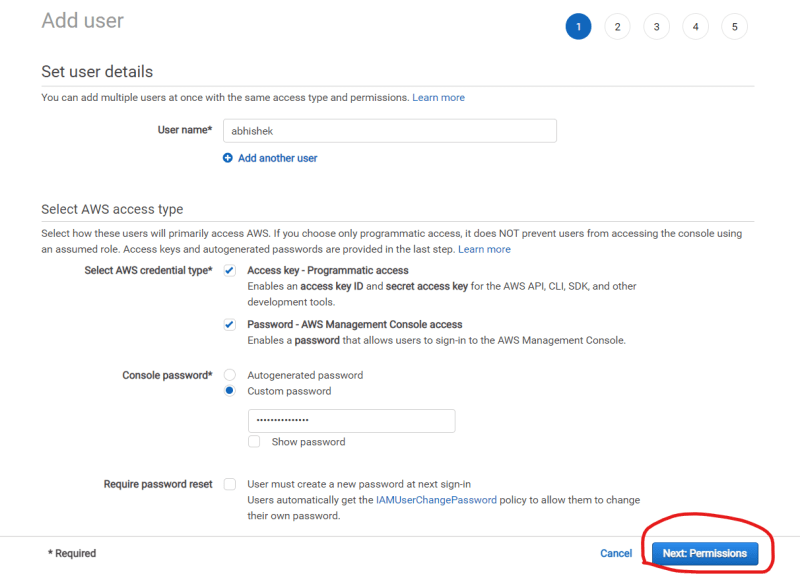 Add user
1 2 3 4 5
Set user details
You can add multiple users at once with the same access type and permissions. Learn more
User name* abhishek
Add another user
Select AWS access type
Select how these users will primarily access AWS. If you choose only programmatic access, it does NOT prevent users from accessing the console using
an assumed role. Access keys and autogenerated passwords are provided in the last step. Learn more
Select AWS credential type* Access key - Programmatic access
Enables an access key ID and secret access key for the AWS API, CLI, SDK, and other
development tools.
Password - AWS Management Console access
Enables a password that allows users to sign-in to the AWS Management Console.
Console password* Autogenerated password
Custom password
•••••••••••••••
Show password
Require password reset User must create a new password at next sign-in
Users automatically get the IAMUserChangePassword policy to allow them to change
their own password.
* Required Cancel Next: Permissions